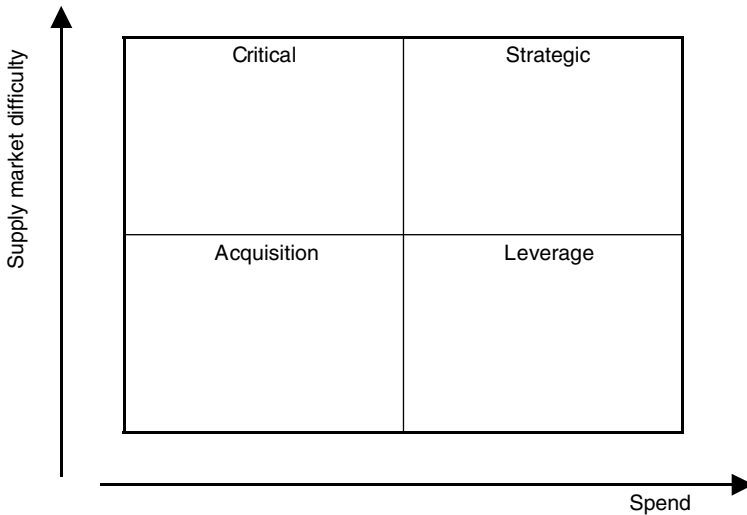 Supply market difficulty
Critical
Strategic
Acquisition
Leverage
Spend